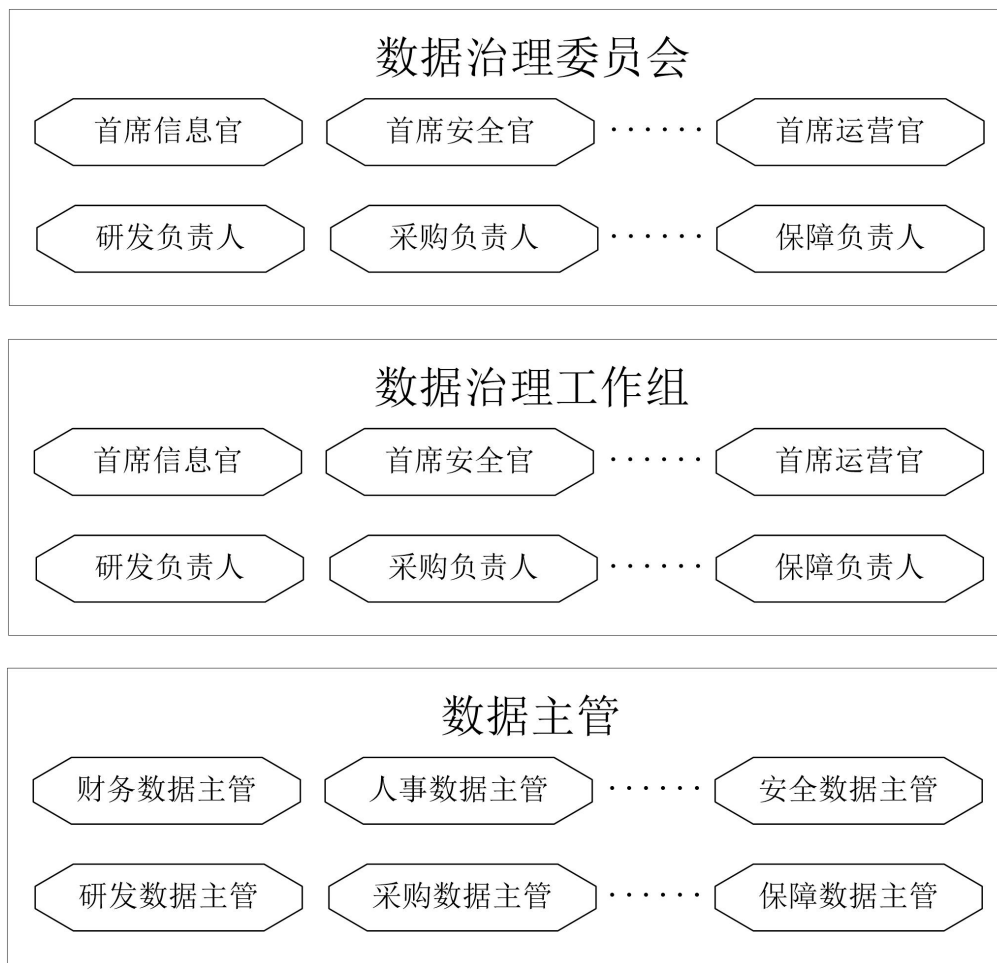 数据治理委员会
首席信息官 首席安全官 ······ 首席运营官
研发负责人 采购负责人 ······ 保障负责人
数据治理工作组
首席信息官 首席安全官 ······ 首席运营官
研发负责人 采购负责人 ······ 保障负责人
数据主管
财务数据主管 人事数据主管 ······ 安全数据主管
研发数据主管 采购数据主管 ······ 保障数据主管